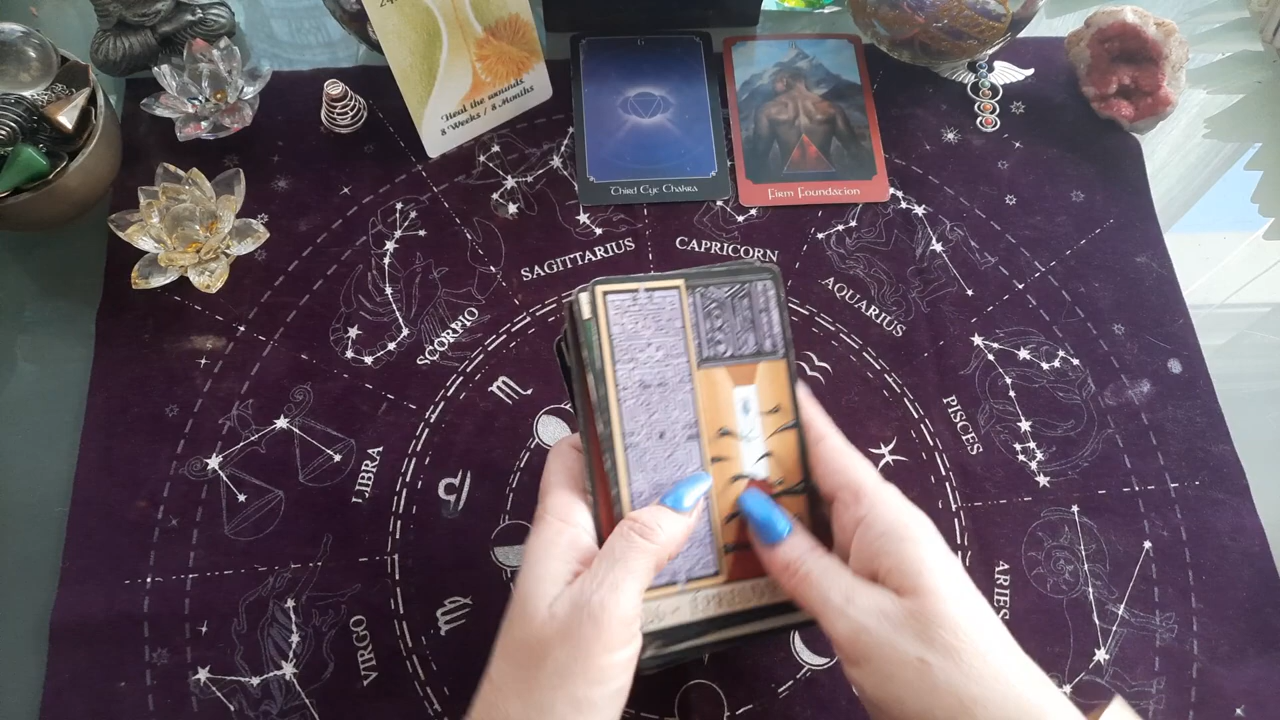 Heal the wounds
8 Weeks / 8 Months
Third Eye Chakra
Firm Foundation
SAGITTARIUS
CAPRICORN
SCORPIO
AQUARIUS
LIBRA
PISCES
VIRGO
ARIES